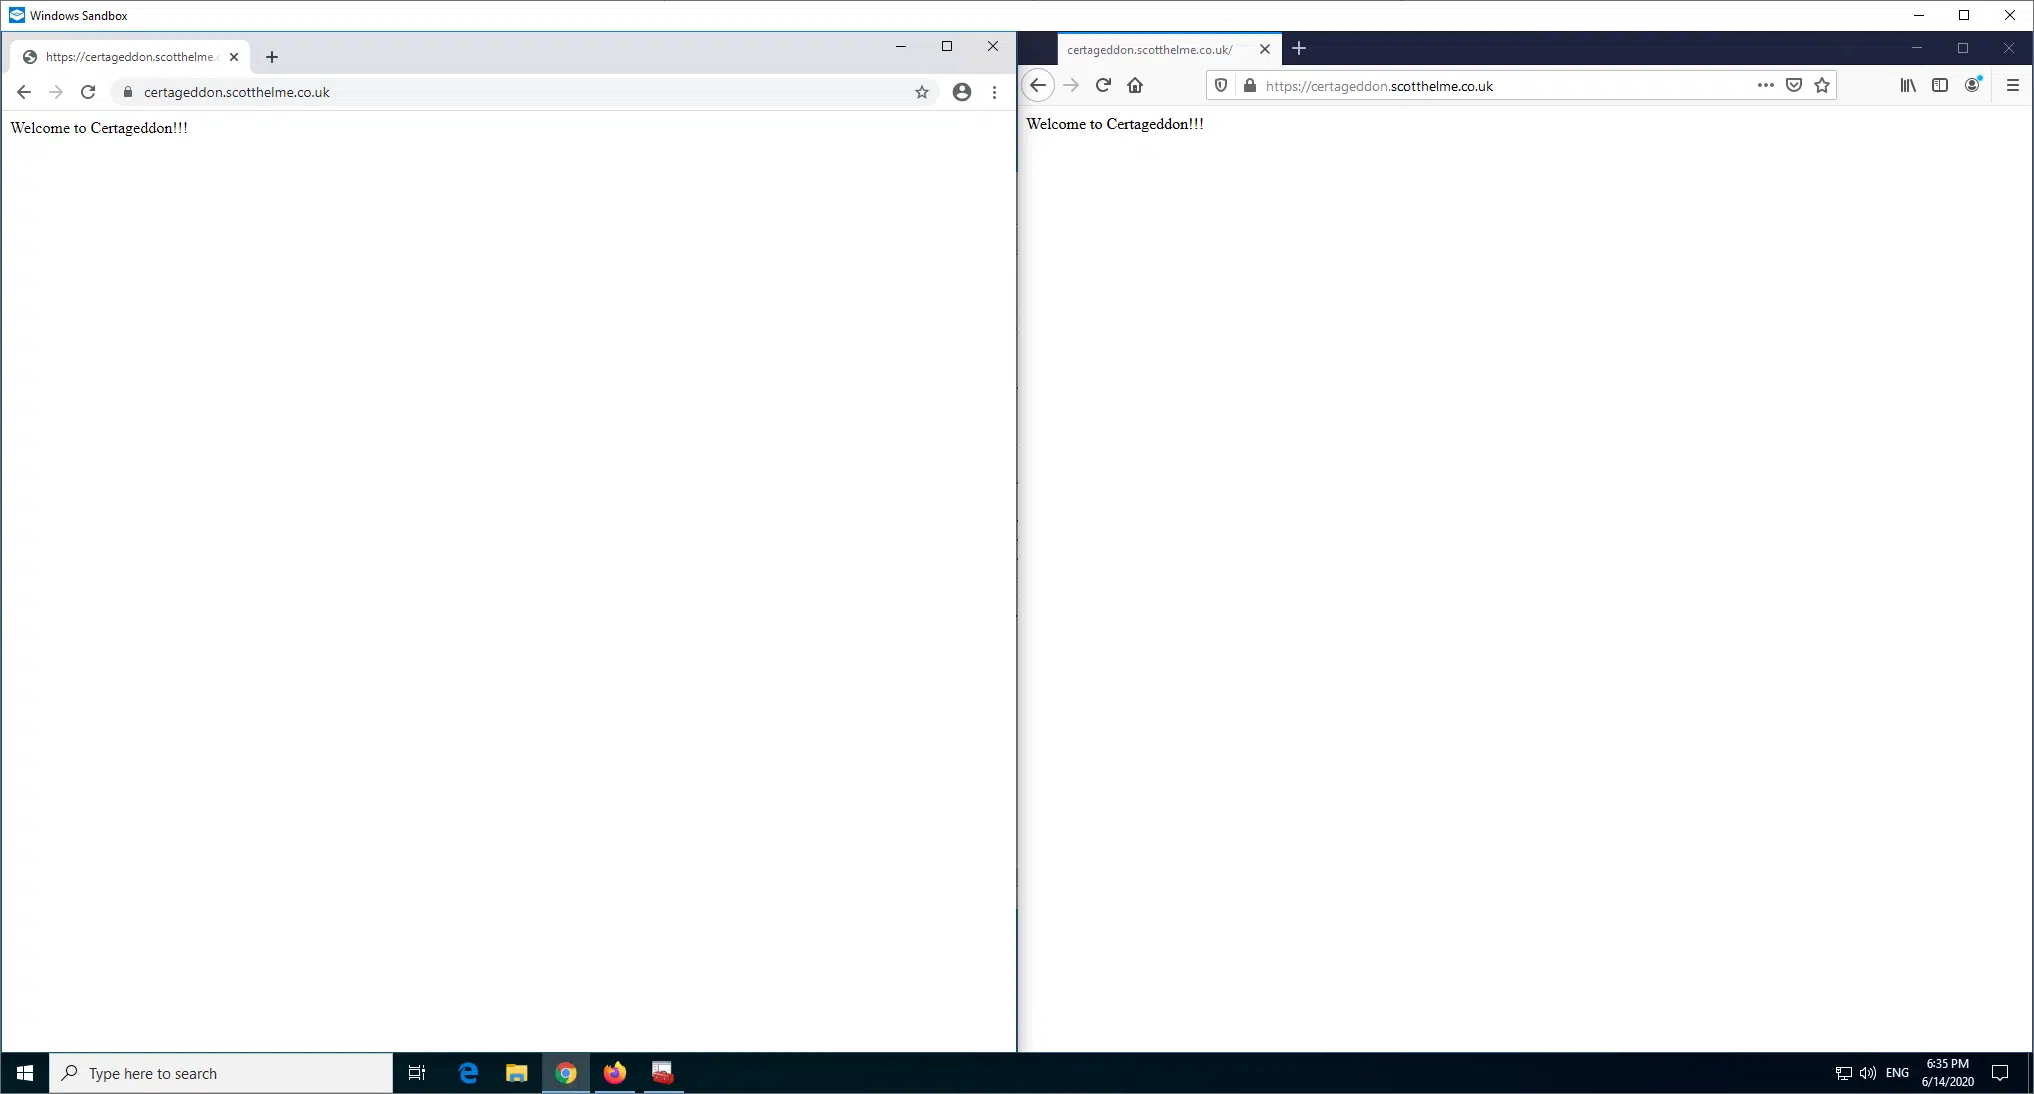 Windows Sandbox
https://certageddon.scotthelme.c
certageddon.scotthelme.co.uk
Welcome to Certageddon!!!
certageddon.scotthelme.co.uk/
https://certageddon.scotthelme.co.uk
Welcome to Certageddon!!!
Type here to search
ENG
6:35 PM
6/14/2020